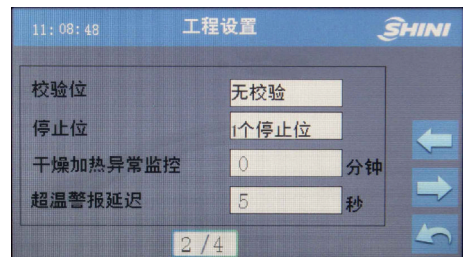 11:08:48 工程设置 SHINI
校验位 无校验
停止位 1个停止位
干燥加热异常监控 0 分钟
超温警报延迟 5 秒
2/4